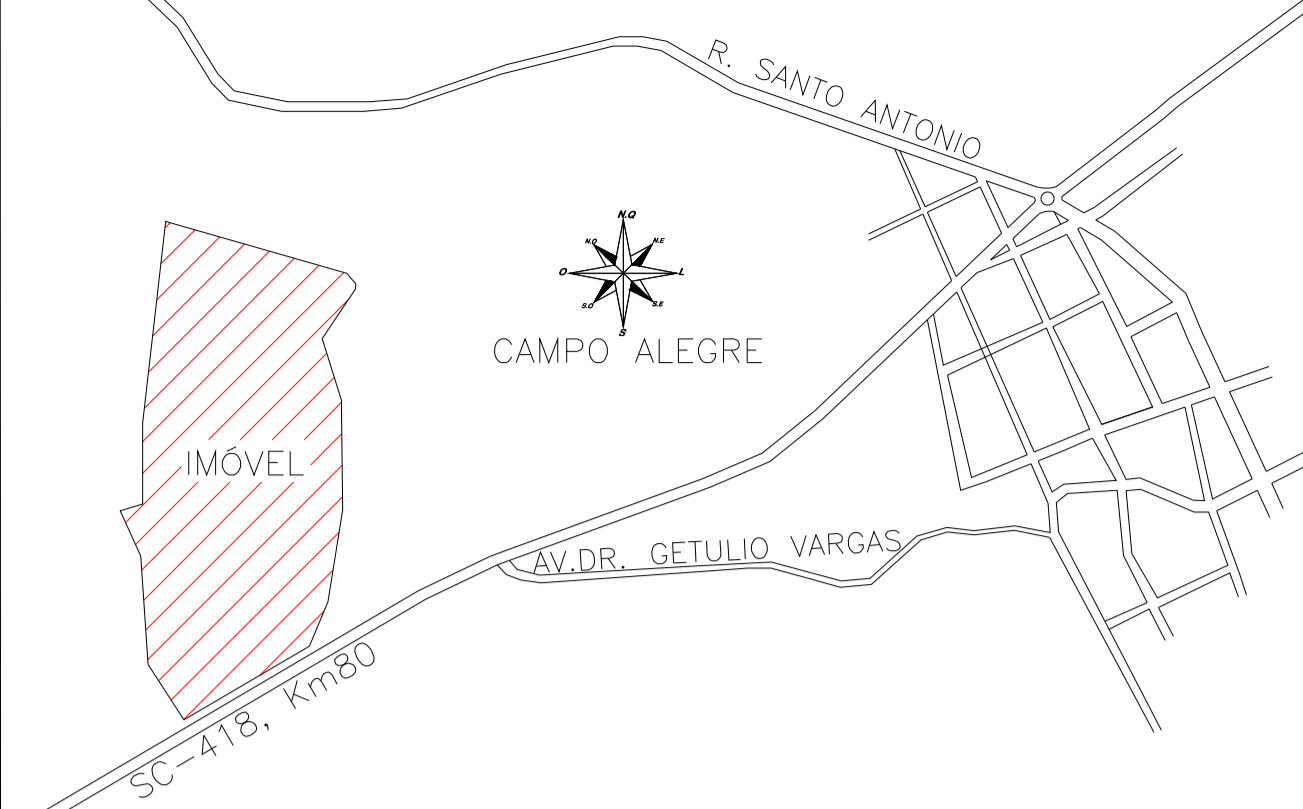 R. SANTO ANTONIO
N.Q
N.O
N.E
O
L
S.O
S.E
S
CAMPO ALEGRE
IMÓVEL
AV.DR. GETULIO VARGAS
SC-418, Km80